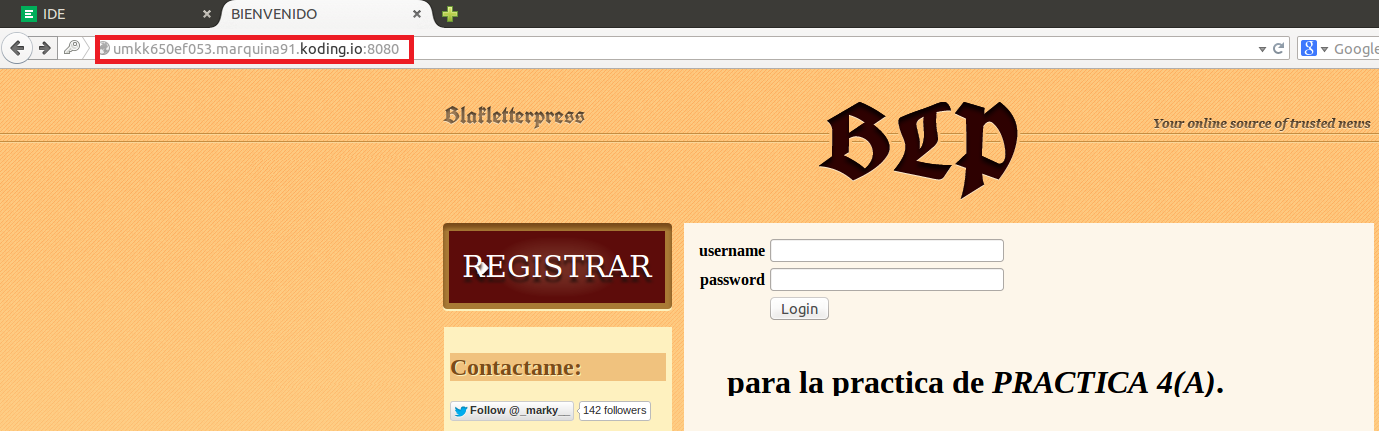 IDE
BIENVENIDO
umkk650ef053.marquina91.koding.io:8080
Google
Blakletterpress
BLP
Your online source of trusted news
REGISTRAR
username
password
Login
Contactame:
Follow @_marky__
142 followers
para la practica de PRACTICA 4(A).